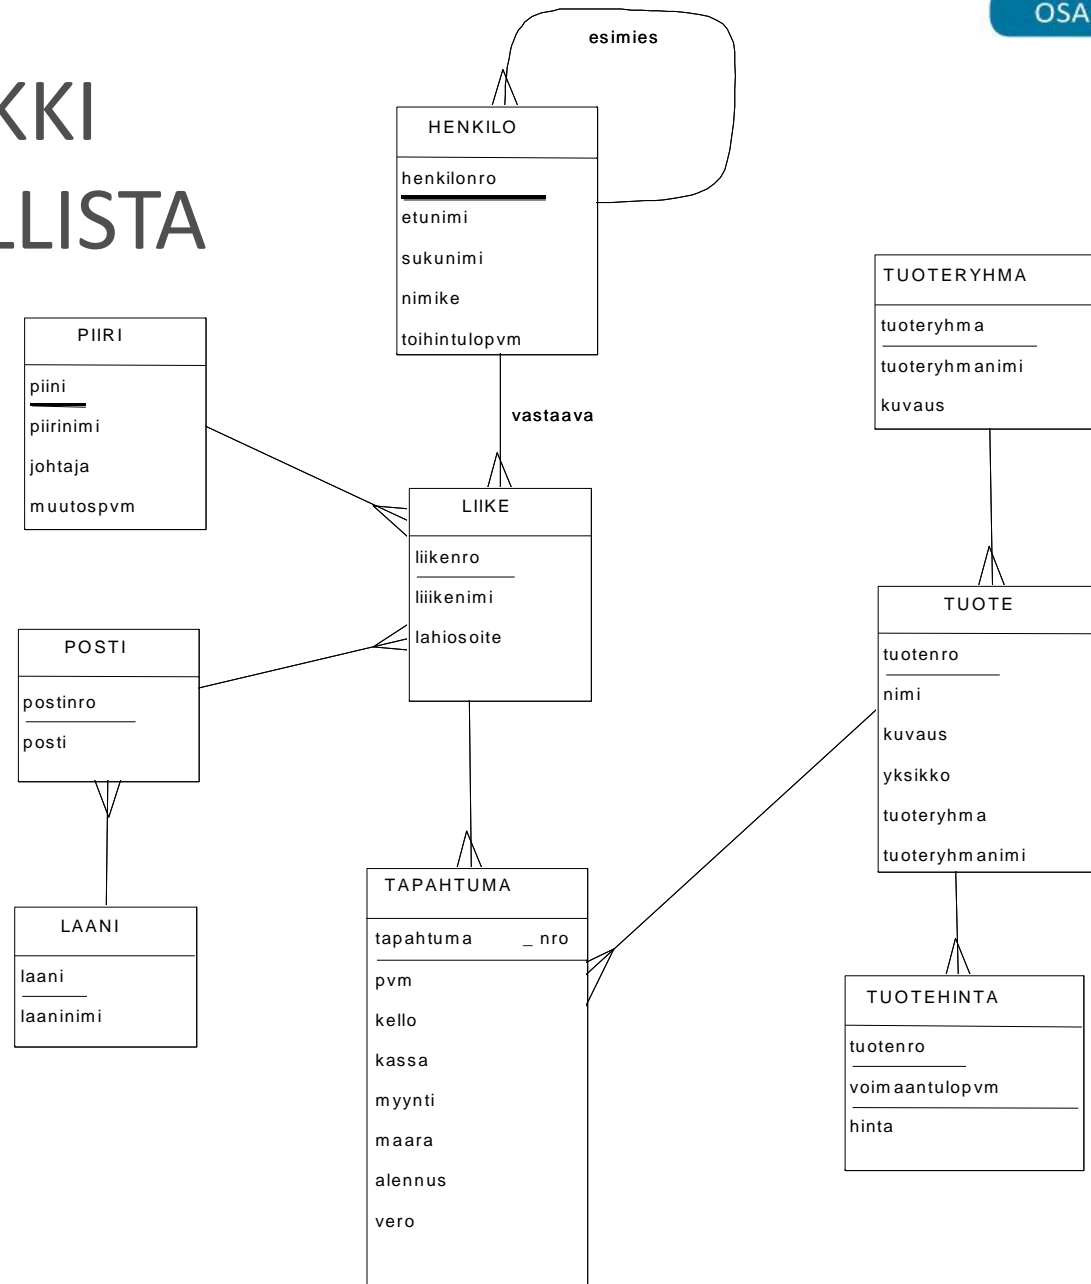 OSA
KKI
LLISTA
esimies
HENKILO
henkilonro
etunimi
sukunimi
nimike
toihintulopvm
vastaava
PIIRI
piini
piirinimi
johtaja
muutospvm
LIIKE
liikenro
liiikenimi
lahiosoite
POSTI
postinro
posti
LAANI
laani
laaninimi
TAPAHTUMA
tapahtuma _ nro
pvm
kello
kassa
myynti
maara
alennus
vero
TUOTERYHMA
tuoteryhma
tuoteryhmanimi
kuvaus
TUOTE
tuotenro
nimi
kuvaus
yksikko
tuoteryhma
tuoteryhmanimi
TUOTEHINTA
tuotenro
voimaantulopvm
hinta